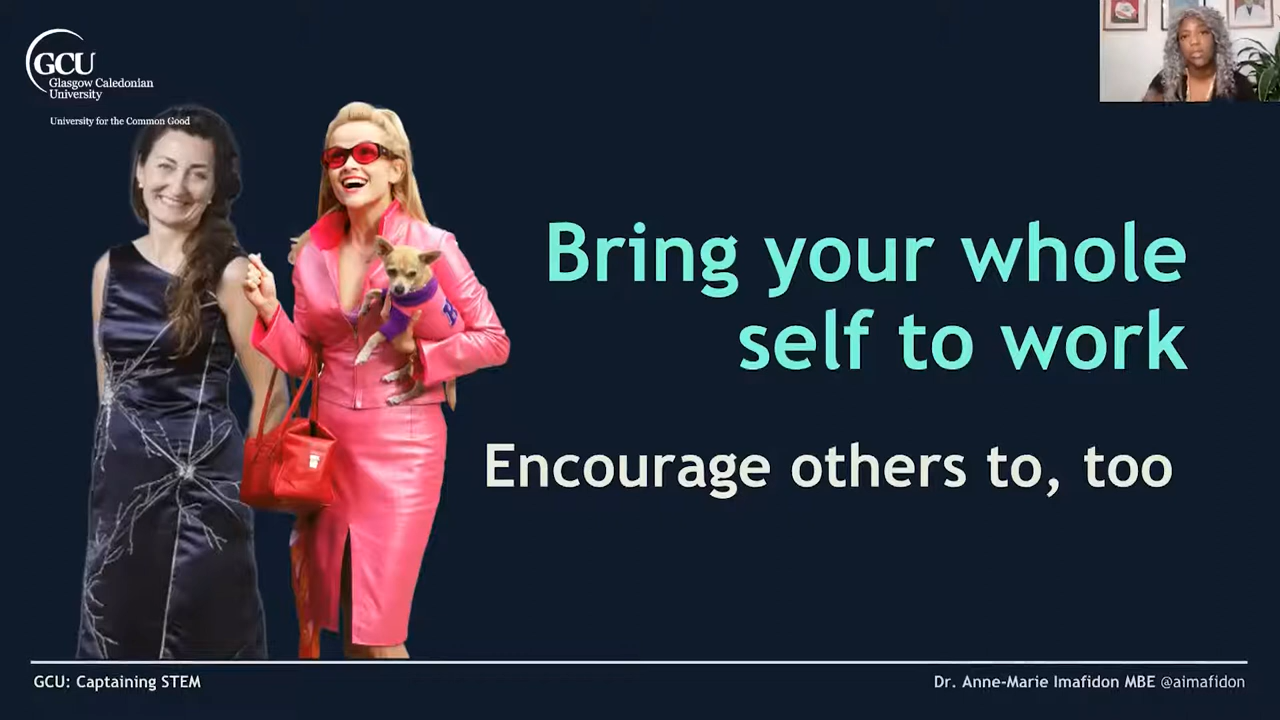 GCU
Glasgow Caledonian
University
University for the Common Good
Bring your whole
self to work
Encourage others to, too
GCU: Captaining STEM
Dr. Anne-Marie Imafidon MBE @aimafidon